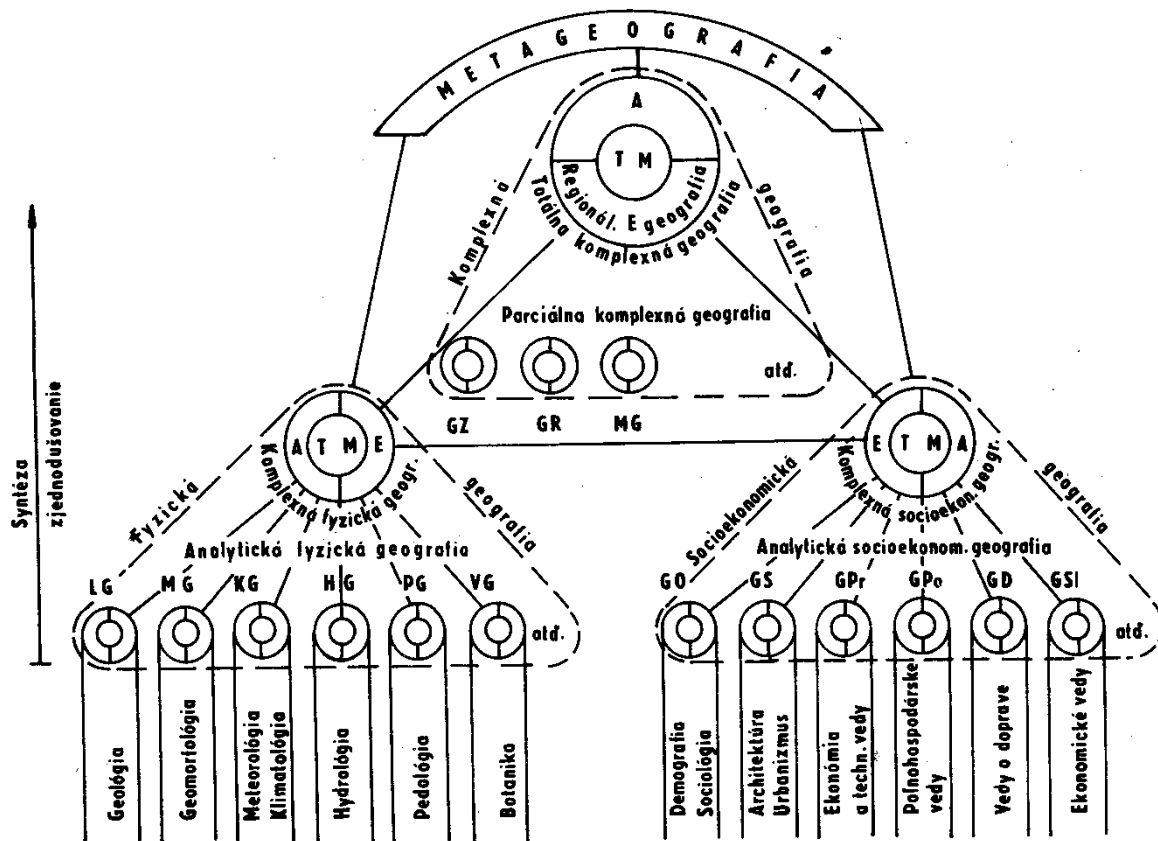 METAGEOGRAFIA
A
T M
Regionál. E geografia
Totálna komplexná geografia
Komplexná
geografia
Parciálna komplexná geografia
atď.
GZ GR MG
Syntéza
zjednodušovanie
A T M E
Komplexná fyzická geogr.
Fyzická
geografia
Analytická fyzická geografia
LG MG KG HG PG VG
atď.
Geológia
Geomorfológia
Meteorológia
Klimatológia
Hydrológia
Pedológia
Botanika
E T M A
Komplexná socioekon. geogr.
Socioekonomická
geografia
Analytická socioekonom. geografia
GO GS GPr GPo GD GSl
atď.
Demografia
Sociológia
Architektúra
Urbanizmus
Ekonómia
a techn. vedy
Poľnohospodárske
vedy
Vedy o doprave
Ekonomické vedy